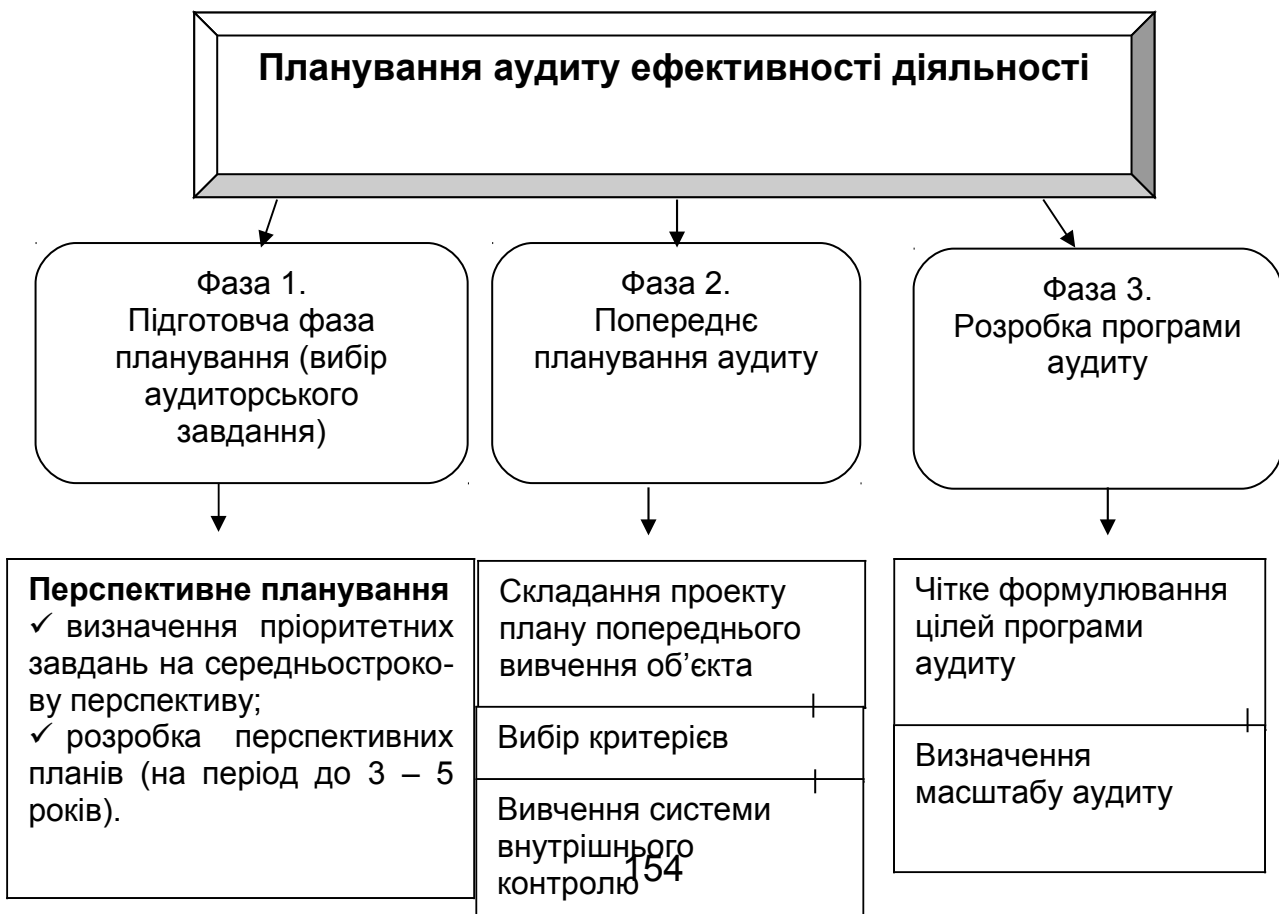 Планування аудиту ефективності діяльності
Фаза 1.
Підготовча фаза
планування (вибір
аудиторського
завдання)
Фаза 2.
Попереднє
планування аудиту
Фаза 3.
Розробка програми
аудиту
Перспективне планування
✓ визначення пріоритетних
завдань на середньостроко-
ву перспективу;
✓ розробка перспективних
планів (на період до 3 – 5
років).
Складання проекту
плану попереднього
вивчення об’єкта
Вибір критерієв
Вивчення системи
внутрішнього
контролю
Чітке формулювання
цілей програми
аудиту
Визначення
масштабу аудиту
154